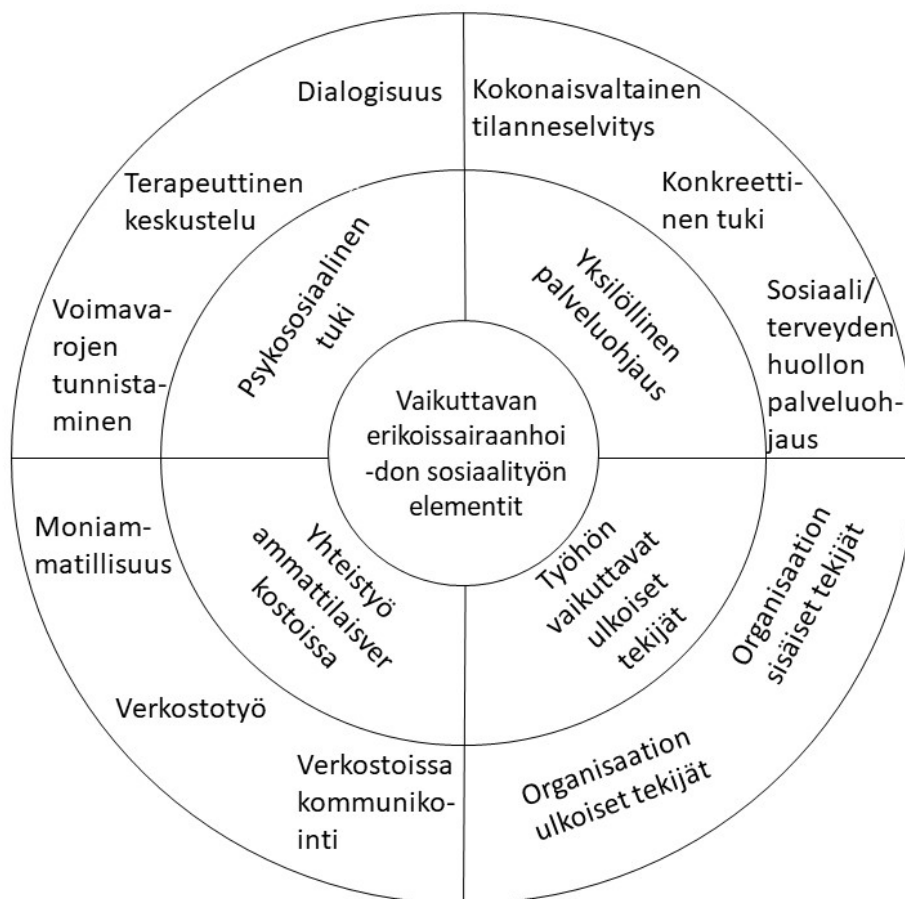 Dialogisuus
Terapeuttinen
keskustelu
Voimava-
rojen
tunnistaminen
Kokonaisvaltainen
tilanneselvitys
Konkreetti-
nen tuki
Sosiaali/
terveyden
huollon
palveluoh-
jaus
Psykososiaalinen
tuki
Yksilöllinen
palveluohjaus
Vaikuttavan
erikoissairaanhoi
-don sosiaalityön
elementit
Yhteistyö
ammattilaisver
kostoissa
Työhön
vaikuttavat
ulkoiset
tekijät
Moniam-
matillisuus
Verkostotyö
Verkostoissa
kommuniko-
inti
Organisaation
sisäiset tekijät
Organisaation
ulkoiset tekijät